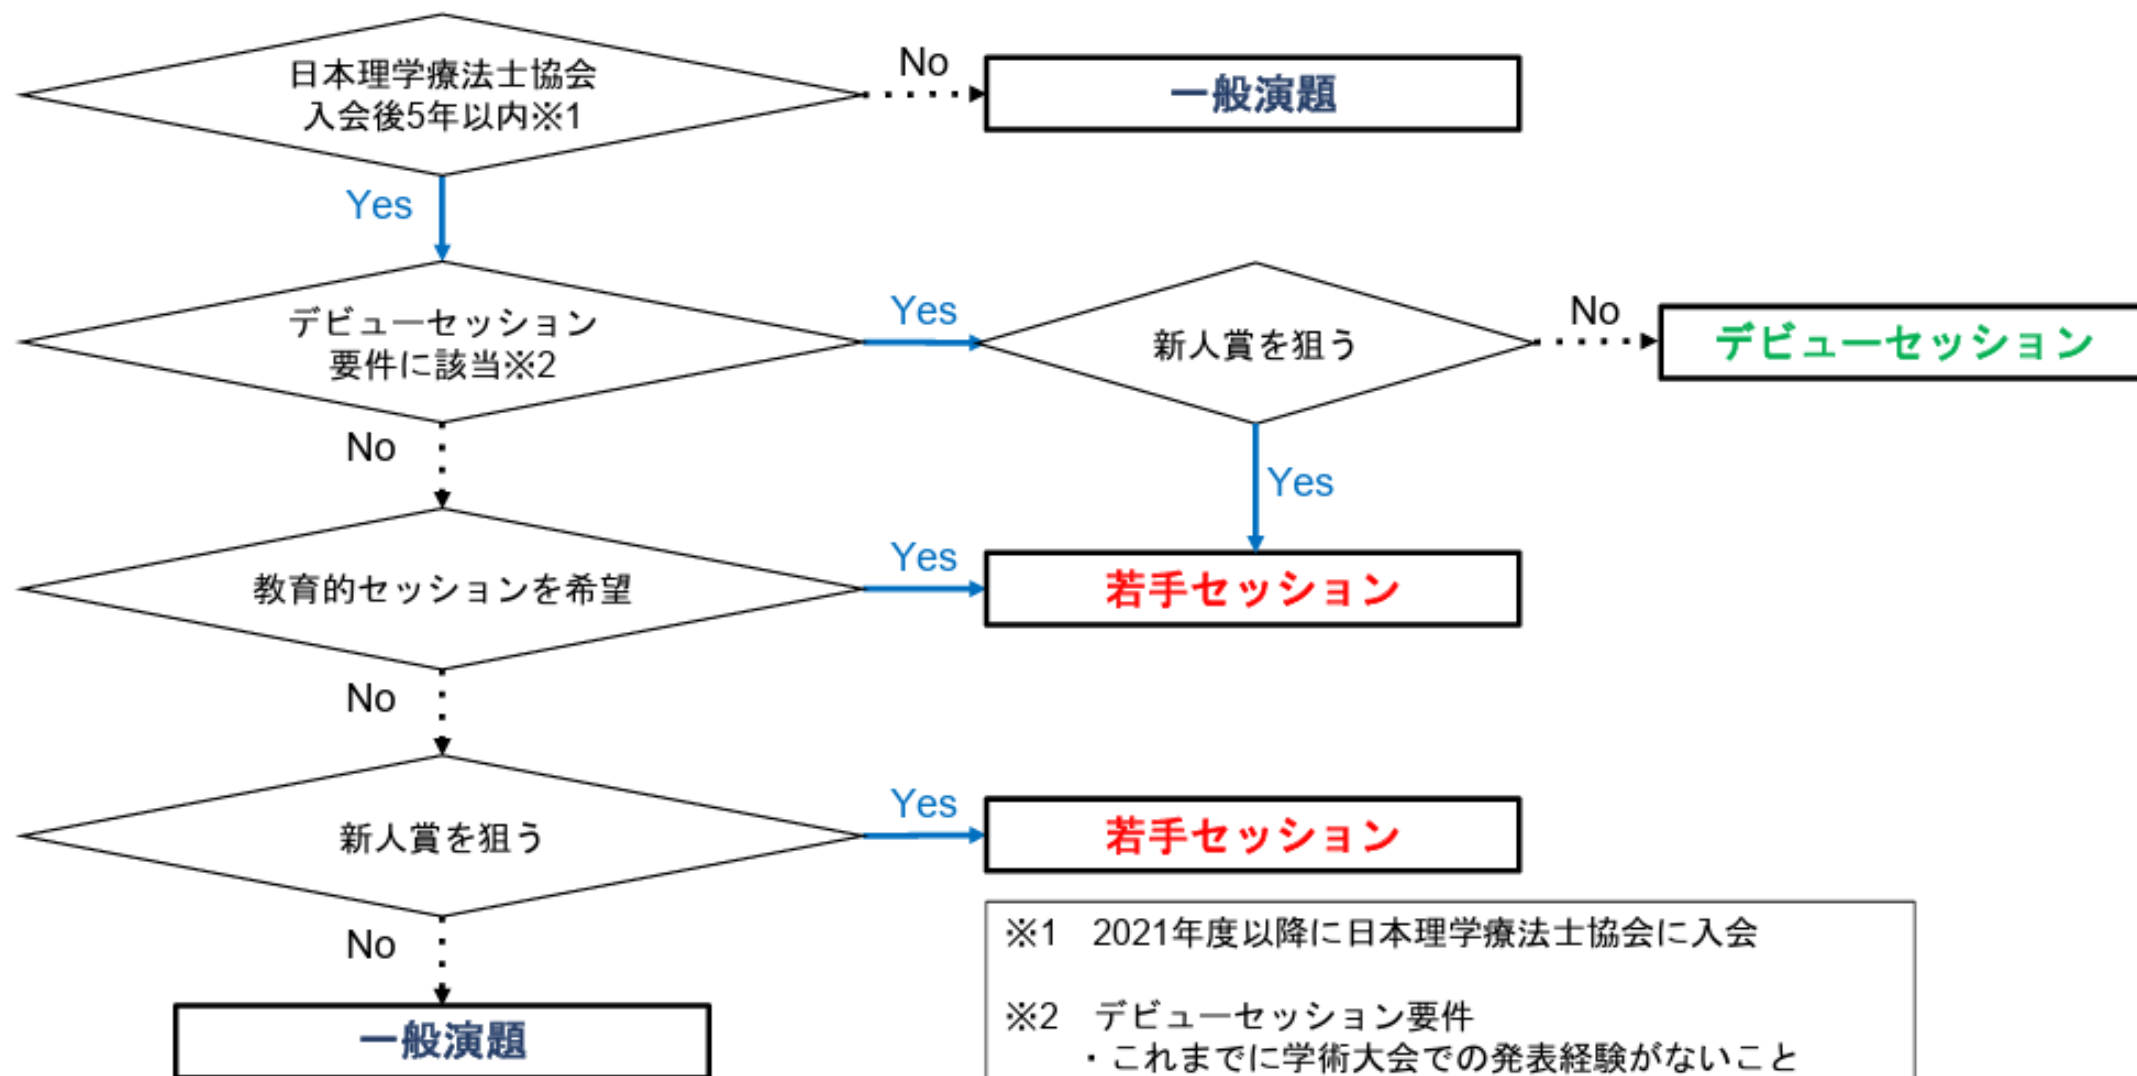 日本理学療法士協会
入会後5年以内※1
No
一般演題
Yes
デビューセッション
要件に該当※2
Yes
新人賞を狙う
No
デビューセッション
No
Yes
教育的セッションを希望
Yes
若手セッション
No
新人賞を狙う
Yes
若手セッション
No
一般演題
※1 2021年度以降に日本理学療法士協会に入会
※2 デビューセッション要件
・これまでに学術大会での発表経験がないこと